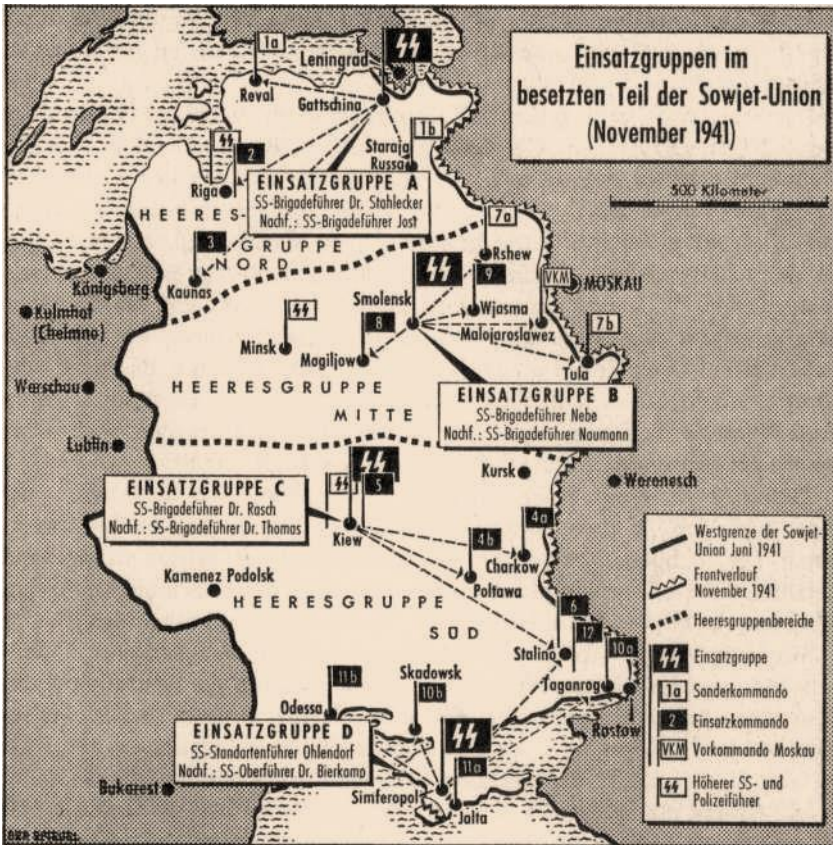 Einsatzgruppen im
besetzten Teil der Sowjet-Union
(November 1941)
500 Kilometer
1a
Leningrad
Reval
Gattschina
1b
Staraja
Russa
2
Riga
EINSATZGRUPPE A
SS-Brigadeführer Dr. Stahlecker
Nachf.: SS-Brigadeführer Jost
HEERES-
GRUPPE
NORD
3
Kaunas
Königsberg
Kulmhof
(Chelmno)
7a
Rshew
9
Wjasma
VKM
MOSKAU
Smolensk
Malojaroslawez
8
Minsk
Mogiljow
7b
Tula
Warschau
HEERESGRUPPE
MITTE
EINSATZGRUPPE B
SS-Brigadeführer Nebe
Nachf.: SS-Brigadeführer Naumann
Lublin
Kursk
Woronesch
EINSATZGRUPPE C
SS-Brigadeführer Dr. Rasch
Nachf.: SS-Brigadeführer Dr. Thomas
5
Kiew
4a
Charkow
4b
Poltawa
Kamenez Podolsk
HEERESGRUPPE
SÜD
6
12
10a
Stalino
Taganrog
Rostow
11b
Odessa
Skadowsk
10b
EINSATZGRUPPE D
SS-Standortenführer Ohlendorf
Nachf.: SS-Oberführer Dr. Bierkamp
11a
Simferopol
Jalta
Bukarest
Westgrenze der Sowjet-
Union Juni 1941
Frontverlauf
November 1941
Heeresgruppenbereiche
Einsatzgruppe
1a Sonderkommando
2 Einsatzkommando
VKM Vorkommando Moskau
Höherer SS- und
Polizeiführer
DER SPIEGEL